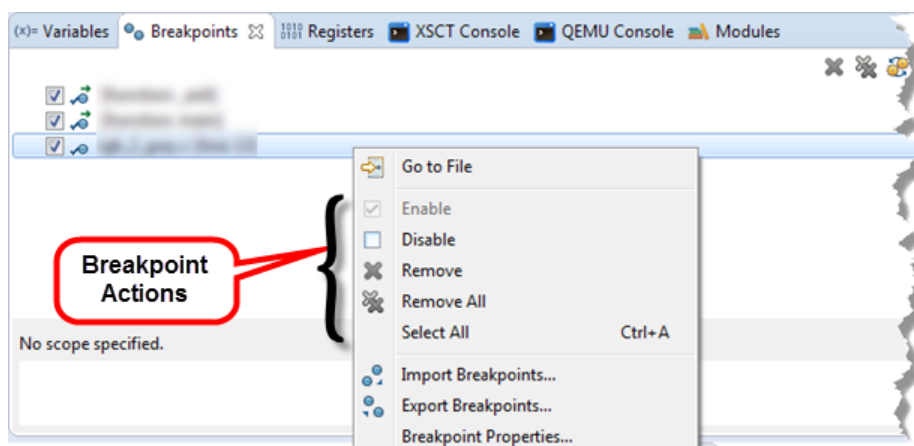 (x)= Variables Breakpoints Registers XSCT Console QEMU Console Modules
Go to File
Enable
Disable
Breakpoint
Actions
Remove
Remove All
Select All Ctrl+A
No scope specified.
Import Breakpoints...
Export Breakpoints...
Breakpoint Properties...